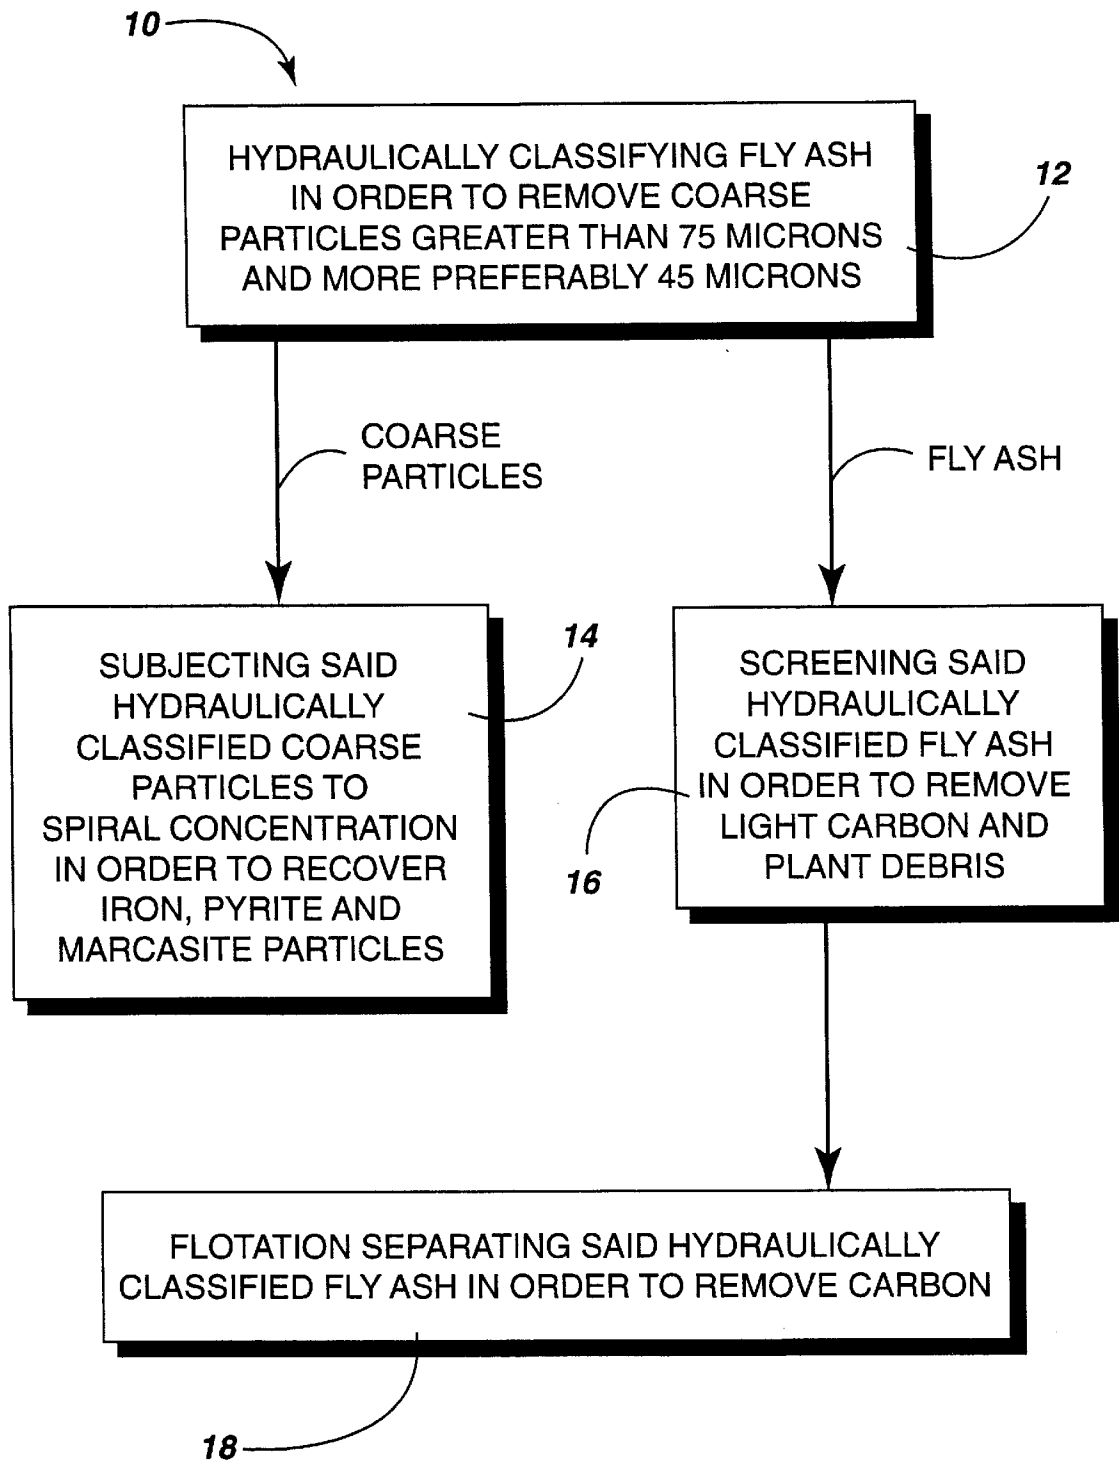 10
HYDRAULICALLY CLASSIFYING FLY ASH
IN ORDER TO REMOVE COARSE
PARTICLES GREATER THAN 75 MICRONS
AND MORE PREFERABLY 45 MICRONS
12
COARSE
PARTICLES
FLY ASH
SUBJECTING SAID
HYDRAULICALLY
CLASSIFIED COARSE
PARTICLES TO
SPIRAL CONCENTRATION
IN ORDER TO RECOVER
IRON, PYRITE AND
MARCASITE PARTICLES
14
SCREENING SAID
HYDRAULICALLY
CLASSIFIED FLY ASH
IN ORDER TO REMOVE
LIGHT CARBON AND
PLANT DEBRIS
16
FLOTATION SEPARATING SAID HYDRAULICALLY
CLASSIFIED FLY ASH IN ORDER TO REMOVE CARBON
18